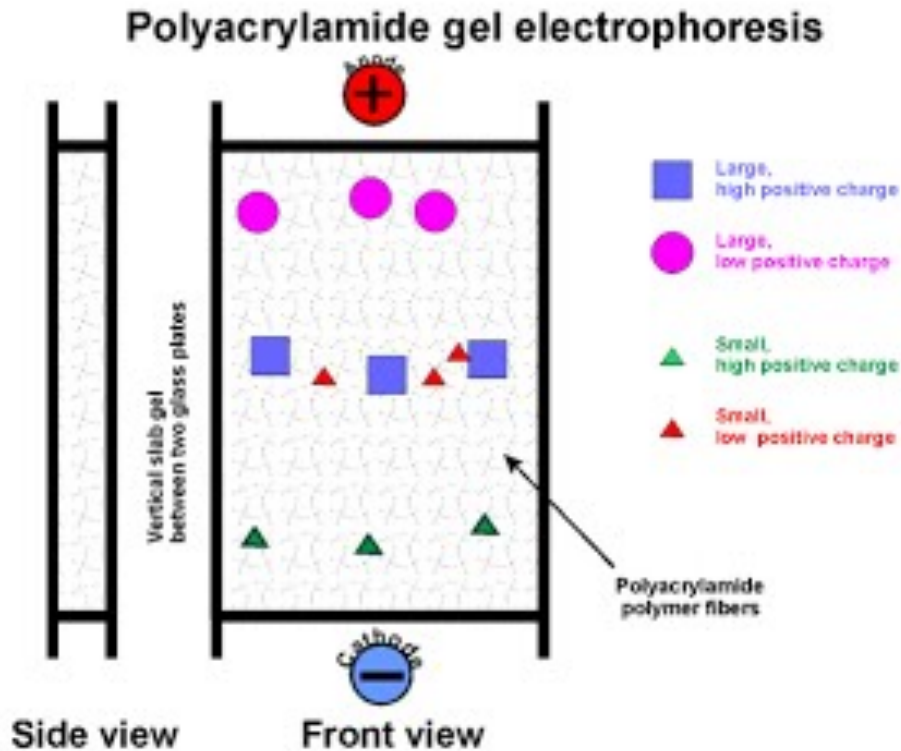 Polyacrylamide gel electrophoresis
Anode
+
Large,
high positive charge
Large,
low positive charge
Small,
high positive charge
Small,
low positive charge
Vertical slab gel
between two glass plates
Polyacrylamide
polymer fibers
Cathode
−
Side view
Front view